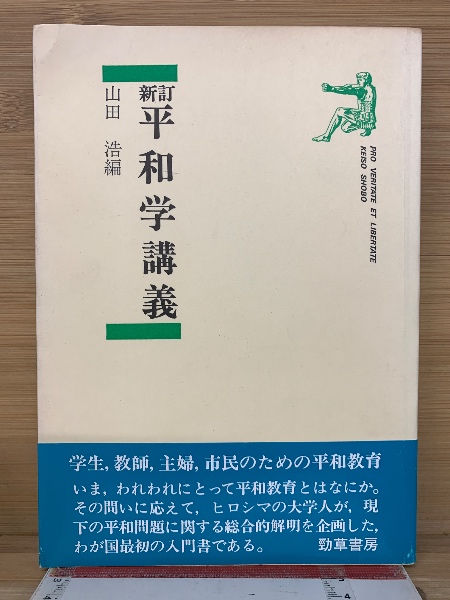 新訂
平和学講義
山田 浩編
PRO VERITATE ET LIBERTATE
KEISO SHOBO
学生,教師,主婦,市民のための平和教育
いま,われわれにとって平和教育とはなにか。
その問いに応えて,ヒロシマの大学人が,現
下の平和問題に関する総合的解明を企画した,
わが国最初の入門書である。 勁草書房